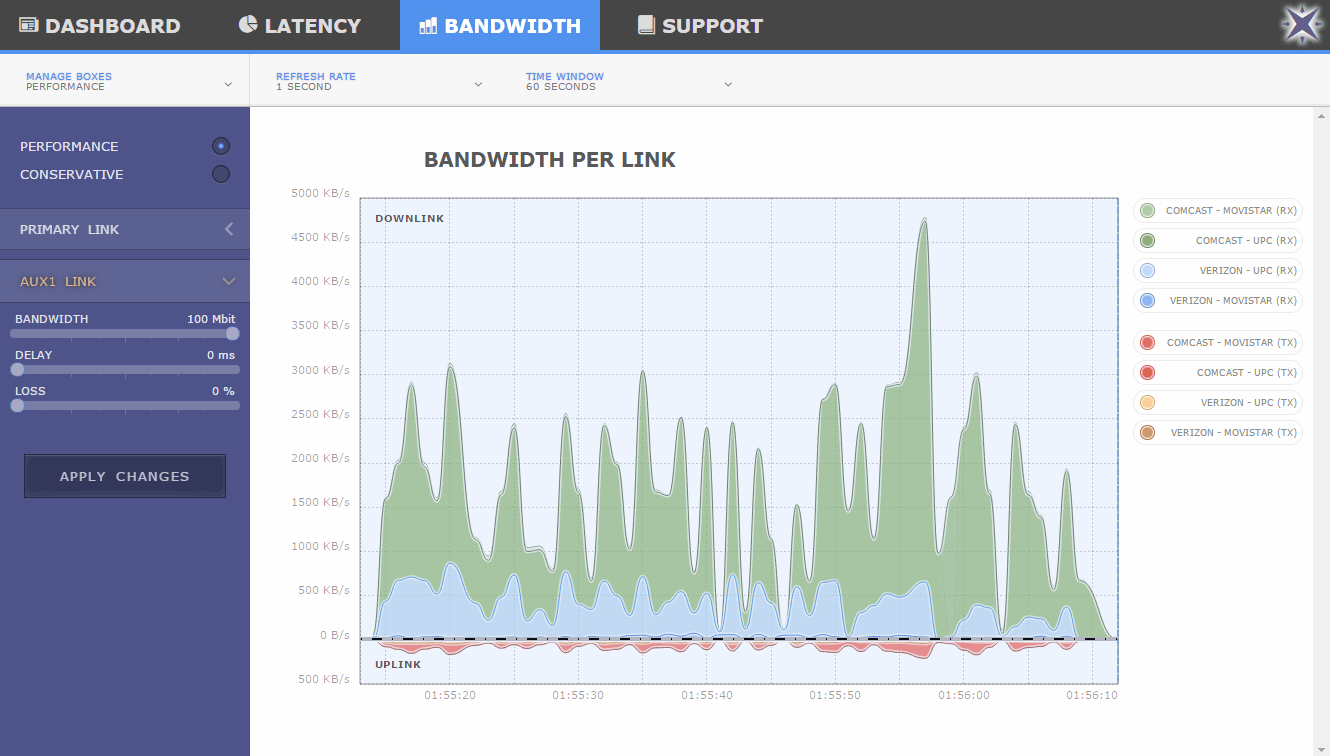 DASHBOARD
LATENCY
BANDWIDTH
SUPPORT
MANAGE BOXES
PERFORMANCE
REFRESH RATE
1 SECOND
TIME WINDOW
60 SECONDS
PERFORMANCE
CONSERVATIVE
PRIMARY LINK
AUX1 LINK
BANDWIDTH 100 Mbit
DELAY 0 ms
LOSS 0 %
APPLY CHANGES
BANDWIDTH PER LINK
5000 KB/s
4500 KB/s
4000 KB/s
3500 KB/s
3000 KB/s
2500 KB/s
2000 KB/s
1500 KB/s
1000 KB/s
500 KB/s
0 B/s
500 KB/s
DOWNLINK
UPLINK
01:55:20
01:55:30
01:55:40
01:55:50
01:56:00
01:56:10
COMCAST - MOVISTAR (RX)
COMCAST - UPC (RX)
VERIZON - UPC (RX)
VERIZON - MOVISTAR (RX)
COMCAST - MOVISTAR (TX)
COMCAST - UPC (TX)
VERIZON - UPC (TX)
VERIZON - MOVISTAR (TX)